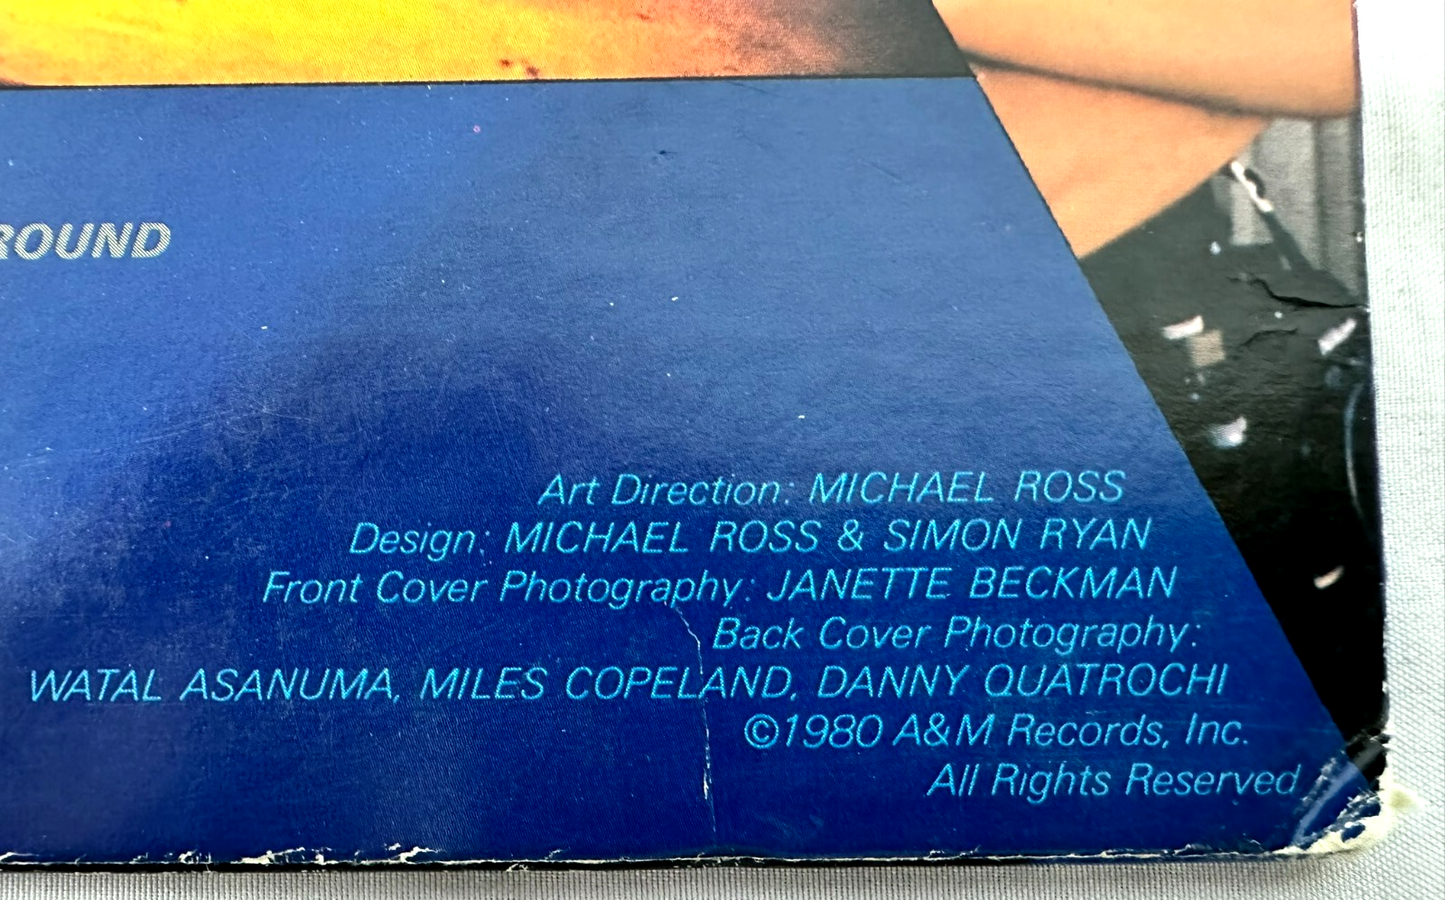 ROUND
Art Direction: MICHAEL ROSS
Design: MICHAEL ROSS & SIMON RYAN
Front Cover Photography: JANETTE BECKMAN
Back Cover Photography:
WATAL ASANUMA, MILES COPELAND, DANNY QUATROCHI
©1980 A&M Records, Inc.
All Rights Reserved